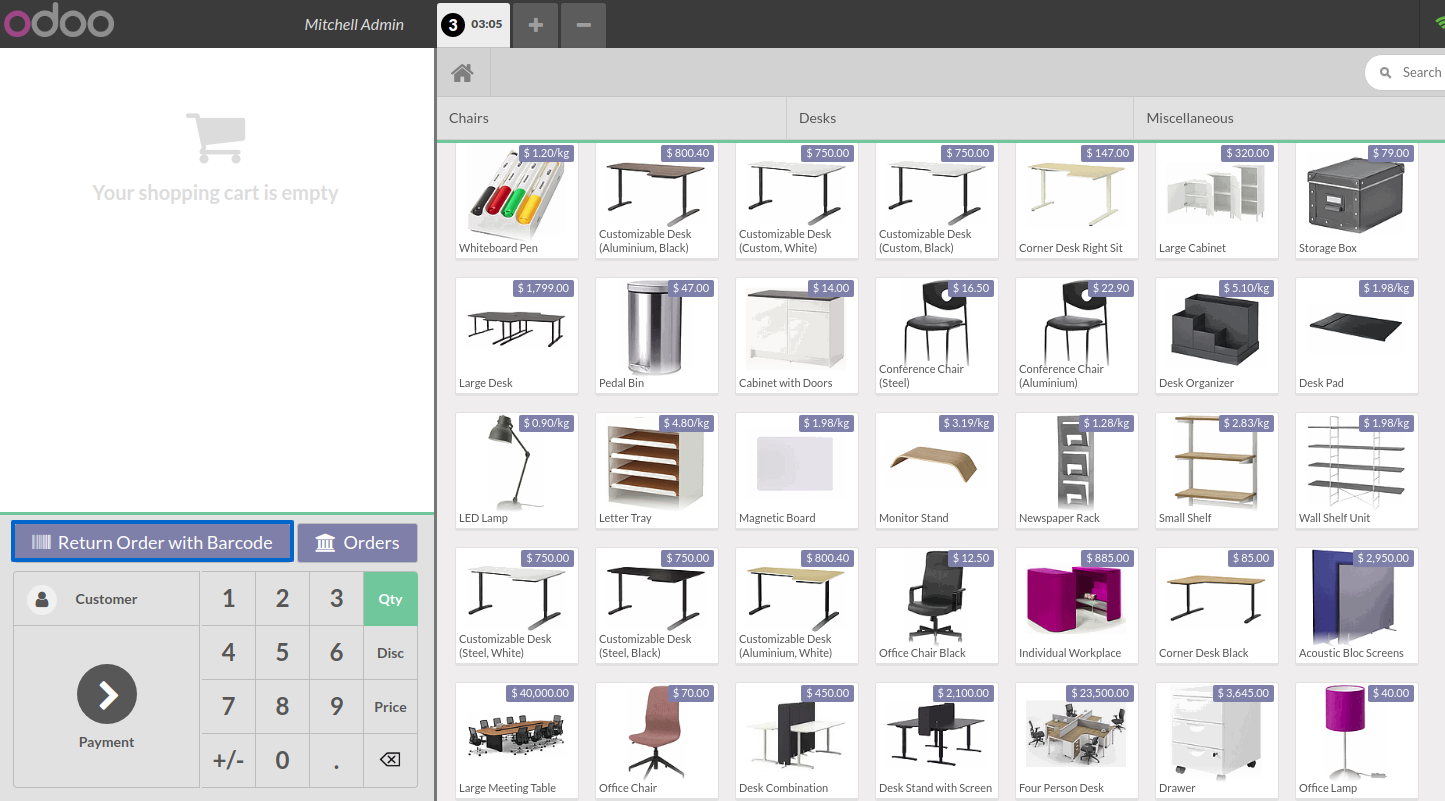 odoo
Mitchell Admin
3 03:05
Search
Chairs
Desks
Miscellaneous
Your shopping cart is empty
$ 1.20/kg
Whiteboard Pen
$ 800.40
Customizable Desk
(Aluminium, Black)
$ 750.00
Customizable Desk
(Custom, White)
$ 750.00
Customizable Desk
(Custom, Black)
$ 147.00
Corner Desk Right Sit
$ 320.00
Large Cabinet
$ 79.00
Storage Box
$ 1,799.00
Large Desk
$ 47.00
Pedal Bin
$ 14.00
Cabinet with Doors
$ 16.50
Conference Chair
(Steel)
$ 22.90
Conference Chair
(Aluminium)
$ 5.10/kg
Desk Organizer
$ 1.98/kg
Desk Pad
$ 0.90/kg
LED Lamp
$ 4.80/kg
Letter Tray
$ 1.98/kg
Magnetic Board
$ 3.19/kg
Monitor Stand
$ 1.28/kg
Newspaper Rack
$ 2.83/kg
Small Shelf
$ 1.98/kg
Wall Shelf Unit
$ 750.00
Customizable Desk
(Steel, White)
$ 750.00
Customizable Desk
(Steel, Black)
$ 800.40
Customizable Desk
(Aluminium, White)
$ 12.50
Office Chair Black
$ 885.00
Individual Workplace
$ 85.00
Corner Desk Black
$ 2,950.00
Acoustic Bloc Screens
$ 40,000.00
Large Meeting Table
$ 70.00
Office Chair
$ 450.00
Desk Combination
$ 2,100.00
Desk Stand with Screen
$ 23,500.00
Four Person Desk
$ 3,645.00
Drawer
$ 40.00
Office Lamp
Return Order with Barcode
Orders
Customer
1 2 3 Qty
4 5 6 Disc
7 8 9 Price
Payment
+/- 0 .